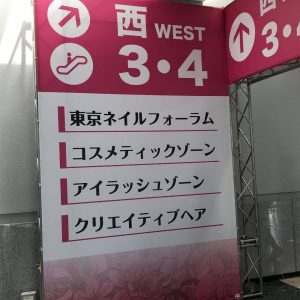 西 WEST
3・4
東京ネイルフォーラム
コスメティックゾーン
アイラッシュゾーン
クリエイティブヘア
西
3・